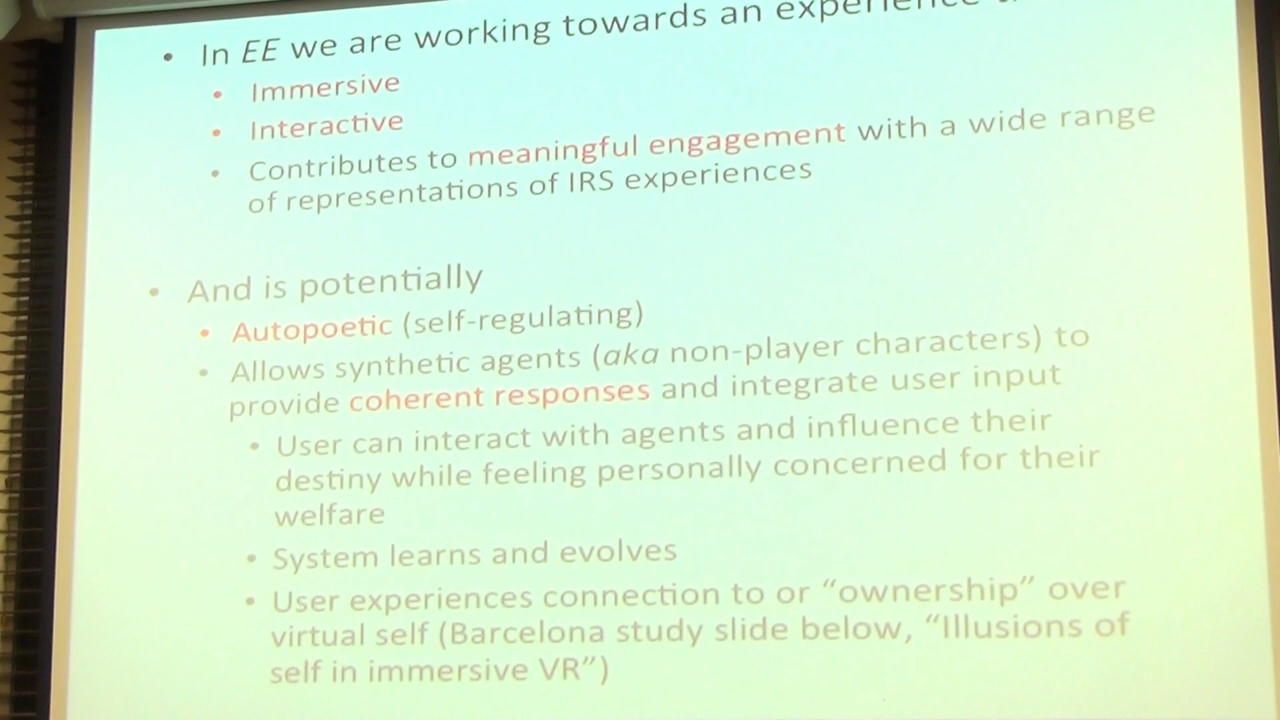 • In EE we are working towards an experience
• Immersive
• Interactive
• Contributes to meaningful engagement with a wide range
of representations of IRS experiences
• And is potentially
• Autopoetic (self-regulating)
• Allows synthetic agents (aka non-player characters) to
provide coherent responses and integrate user input
• User can interact with agents and influence their
destiny while feeling personally concerned for their
welfare
• System learns and evolves
• User experiences connection to or “ownership” over
virtual self (Barcelona study slide below, “Illusions of
self in immersive VR”)